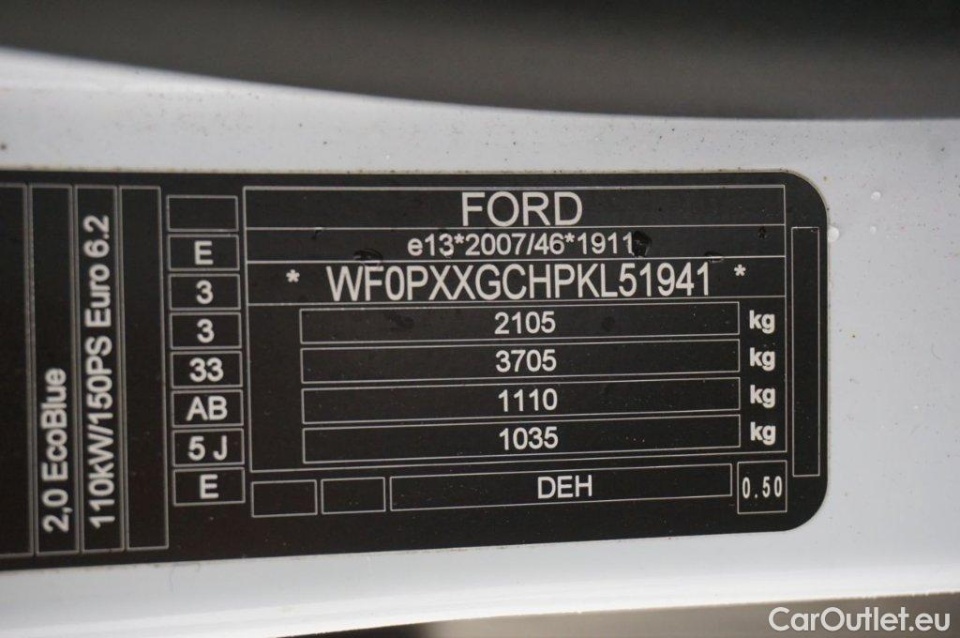 FORD
e13*2007/46*1911
* WF0PXXGCHPKL51941 *
2105 kg
3705 kg
1110 kg
1035 kg
DEH
0.50
E
3
3
33
AB
5 J
E
2,0 EcoBlue
110kW/150PS Euro 6.2
CarOutlet.eu